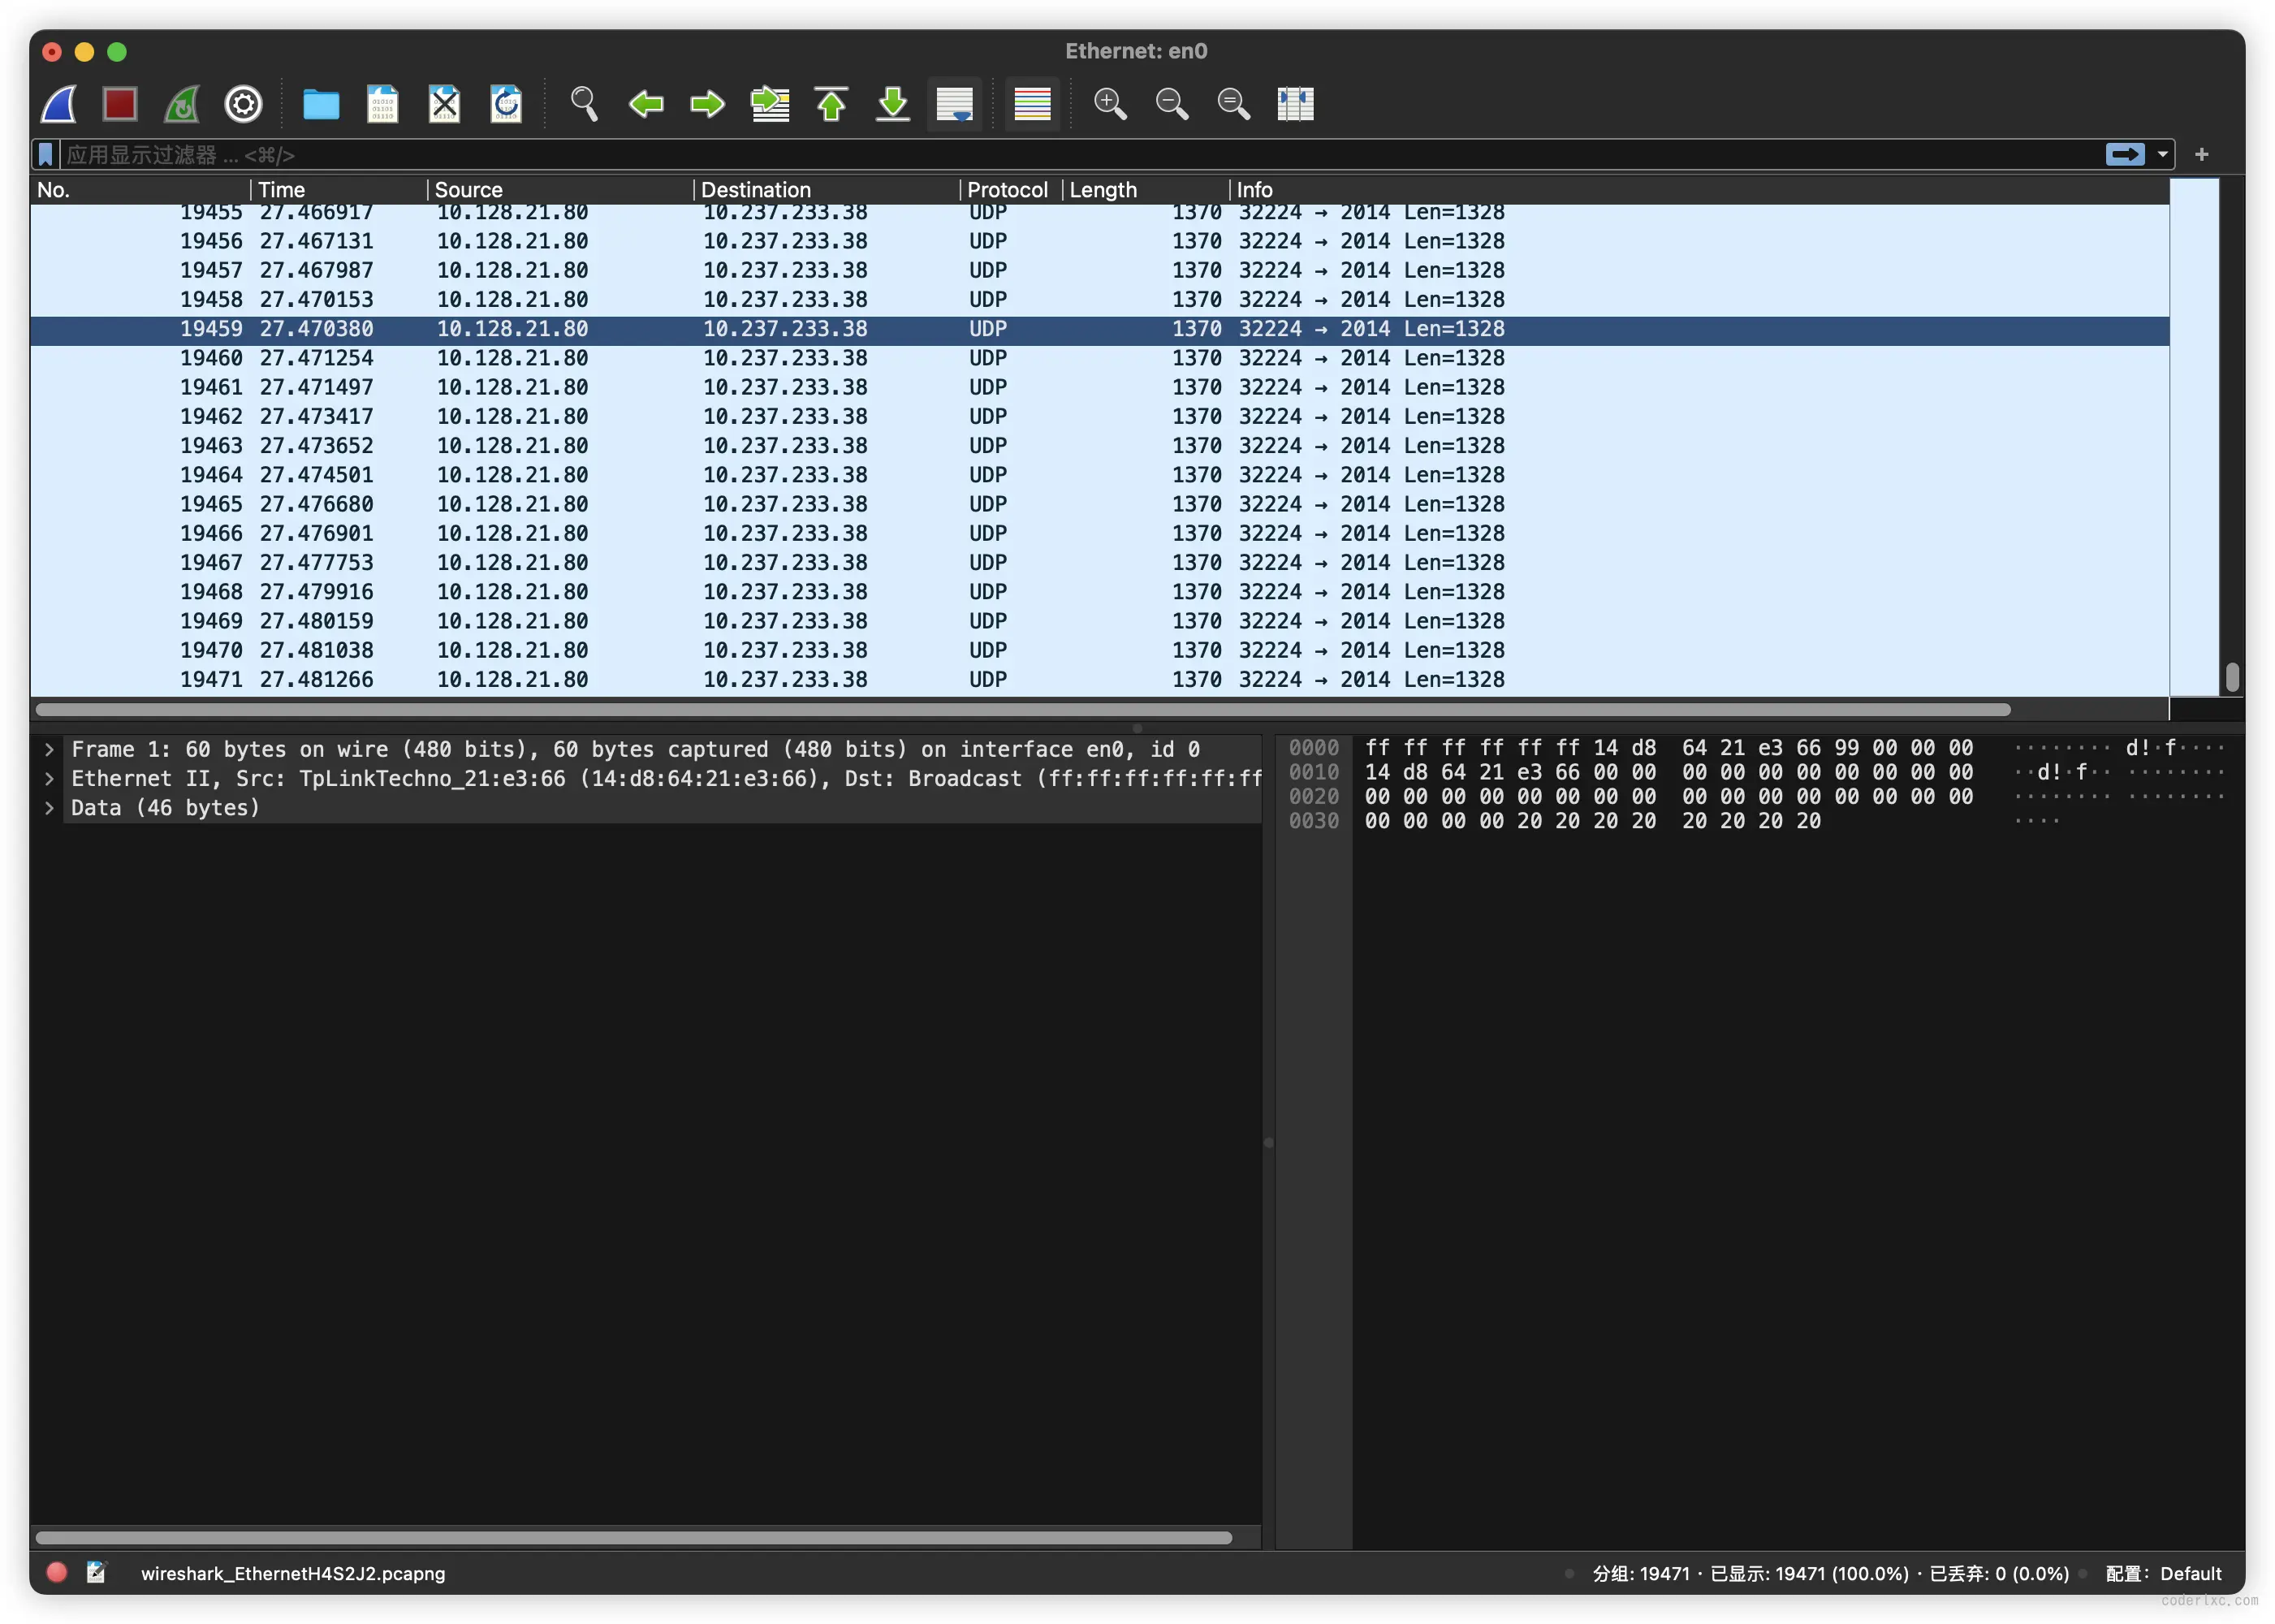 Ethernet: en0
应用显示过滤器 ... <⌘/>
No. Time Source Destination Protocol Length Info
19455 27.466917 10.128.21.80 10.237.233.38 UDP 1370 32224 → 2014 Len=1328
19456 27.467131 10.128.21.80 10.237.233.38 UDP 1370 32224 → 2014 Len=1328
19457 27.467987 10.128.21.80 10.237.233.38 UDP 1370 32224 → 2014 Len=1328
19458 27.470153 10.128.21.80 10.237.233.38 UDP 1370 32224 → 2014 Len=1328
19459 27.470380 10.128.21.80 10.237.233.38 UDP 1370 32224 → 2014 Len=1328
19460 27.471254 10.128.21.80 10.237.233.38 UDP 1370 32224 → 2014 Len=1328
19461 27.471497 10.128.21.80 10.237.233.38 UDP 1370 32224 → 2014 Len=1328
19462 27.473417 10.128.21.80 10.237.233.38 UDP 1370 32224 → 2014 Len=1328
19463 27.473652 10.128.21.80 10.237.233.38 UDP 1370 32224 → 2014 Len=1328
19464 27.474501 10.128.21.80 10.237.233.38 UDP 1370 32224 → 2014 Len=1328
19465 27.476680 10.128.21.80 10.237.233.38 UDP 1370 32224 → 2014 Len=1328
19466 27.476901 10.128.21.80 10.237.233.38 UDP 1370 32224 → 2014 Len=1328
19467 27.477753 10.128.21.80 10.237.233.38 UDP 1370 32224 → 2014 Len=1328
19468 27.479916 10.128.21.80 10.237.233.38 UDP 1370 32224 → 2014 Len=1328
19469 27.480159 10.128.21.80 10.237.233.38 UDP 1370 32224 → 2014 Len=1328
19470 27.481038 10.128.21.80 10.237.233.38 UDP 1370 32224 → 2014 Len=1328
19471 27.481266 10.128.21.80 10.237.233.38 UDP 1370 32224 → 2014 Len=1328
Frame 1: 60 bytes on wire (480 bits), 60 bytes captured (480 bits) on interface en0, id 0
Ethernet II, Src: TpLinkTechno_21:e3:66 (14:d8:64:21:e3:66), Dst: Broadcast (ff:ff:ff:ff:ff:ff
Data (46 bytes)
0000 ff ff ff ff ff ff 14 d8 64 21 e3 66 99 00 00 00 ········ d!·f····
0010 14 d8 64 21 e3 66 00 00 00 00 00 00 00 00 00 00 ··d!·f·· ········
0020 00 00 00 00 00 00 00 00 00 00 00 00 00 00 00 00 ········ ········
0030 00 00 00 00 20 20 20 20 20 20 20 20 ····
wireshark_EthernetH4S2J2.pcapng
分组: 19471 · 已显示: 19471 (100.0%) · 已丢弃: 0 (0.0%)
配置: Default
coderlxc.com